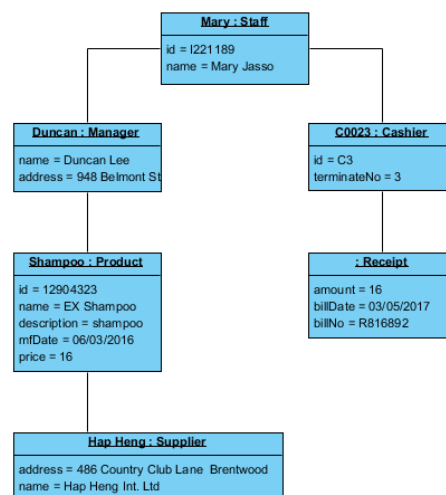 Mary : Staff
id = I221189
name = Mary Jasso
Duncan : Manager
name = Duncan Lee
address = 948 Belmont St
C0023 : Cashier
id = C3
terminateNo = 3
Shampoo : Product
id = 12904323
name = EX Shampoo
description = shampoo
mfDate = 06/03/2016
price = 16
: Receipt
amount = 16
billDate = 03/05/2017
billNo = R816892
Hap Heng : Supplier
address = 486 Country Club Lane Brentwood
name = Hap Heng Int. Ltd